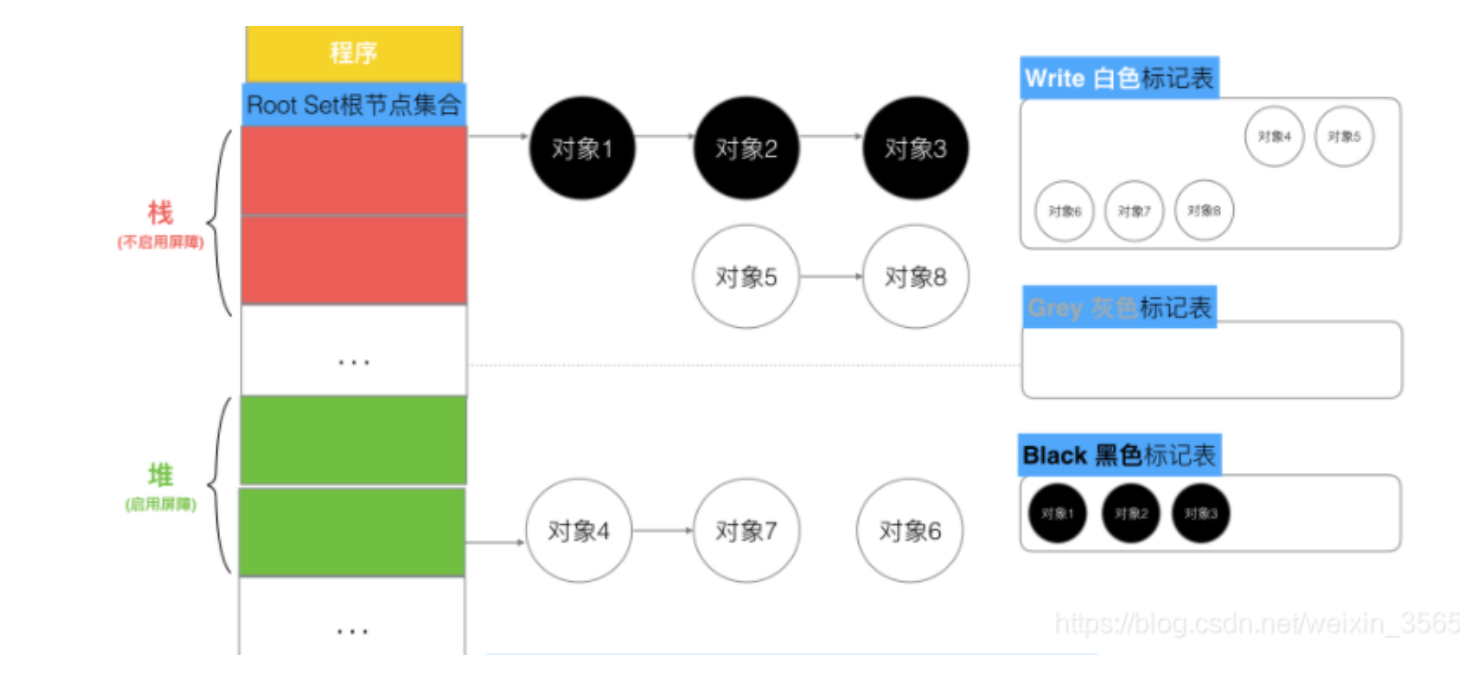 程序
Root Set根节点集合
栈
(不启用屏障)
...
堆
(启用屏障)
...
对象1
对象2
对象3
对象5
对象8
对象4
对象7
对象6
Write 白色标记表
对象4
对象5
对象6
对象7
对象8
Grey 灰色标记表
Black 黑色标记表
对象1
对象2
对象3
https://blog.csdn.net/weixin_3565